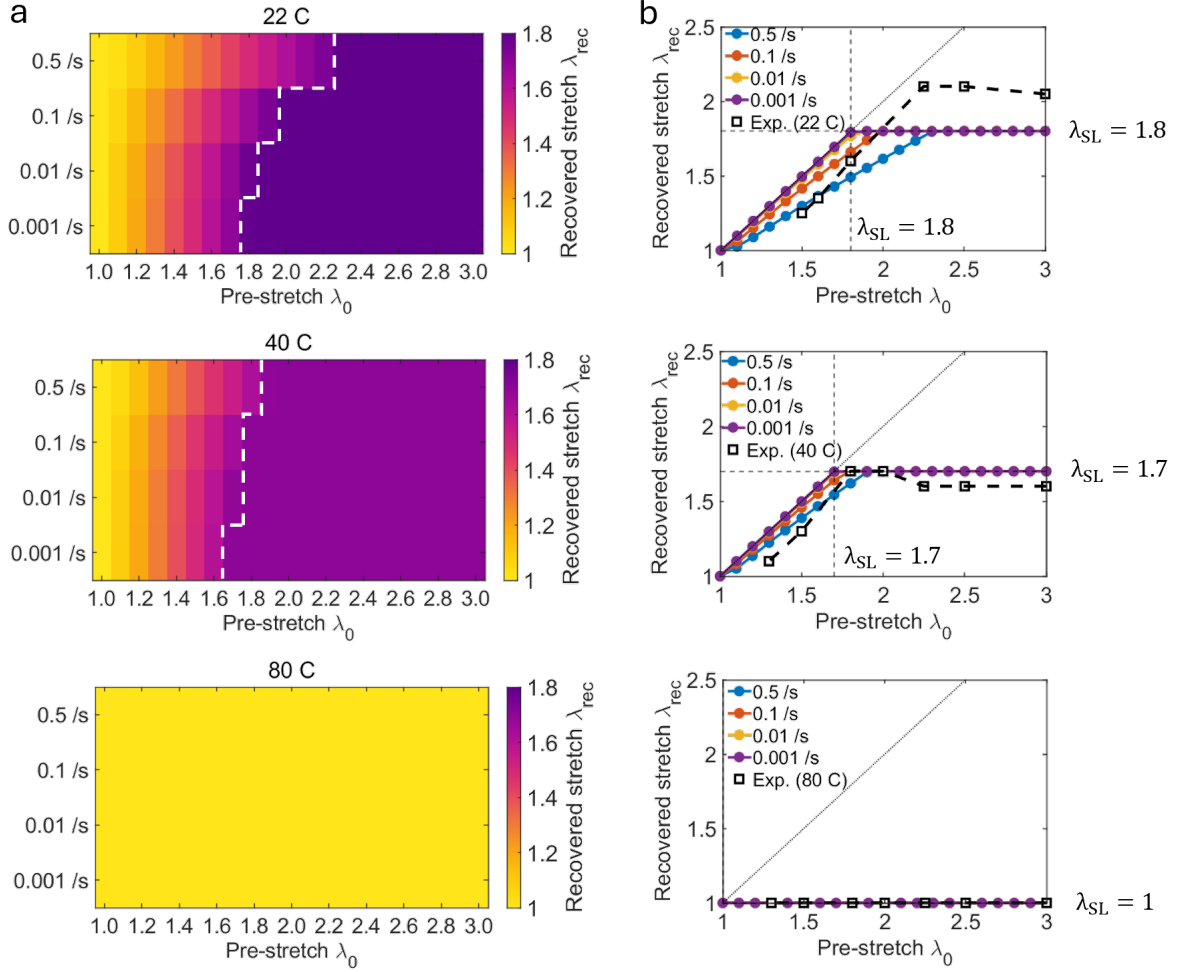 a
22 C
0.5 /s
0.1 /s
0.01 /s
0.001 /s
1.0 1.2 1.4 1.6 1.8 2.0 2.2 2.4 2.6 2.8 3.0
Pre-stretch λ0
1.8
1.6
1.4
1.2
1
Recovered stretch λrec
40 C
0.5 /s
0.1 /s
0.01 /s
0.001 /s
1.0 1.2 1.4 1.6 1.8 2.0 2.2 2.4 2.6 2.8 3.0
Pre-stretch λ0
1.8
1.6
1.4
1.2
1
Recovered stretch λrec
80 C
0.5 /s
0.1 /s
0.01 /s
0.001 /s
1.0 1.2 1.4 1.6 1.8 2.0 2.2 2.4 2.6 2.8 3.0
Pre-stretch λ0
1.8
1.6
1.4
1.2
1
Recovered stretch λrec
b
Recovered stretch λrec
2.5
2
1.5
1
0.5 /s
0.1 /s
0.01 /s
0.001 /s
Exp. (22 C)
λSL = 1.8
λSL = 1.8
1 1.5 2 2.5 3
Pre-stretch λ0
Recovered stretch λrec
2.5
2
1.5
1
0.5 /s
0.1 /s
0.01 /s
0.001 /s
Exp. (40 C)
λSL = 1.7
λSL = 1.7
1 1.5 2 2.5 3
Pre-stretch λ0
Recovered stretch λrec
2.5
2
1.5
1
0.5 /s
0.1 /s
0.01 /s
0.001 /s
Exp. (80 C)
λSL = 1
1 1.5 2 2.5 3
Pre-stretch λ0